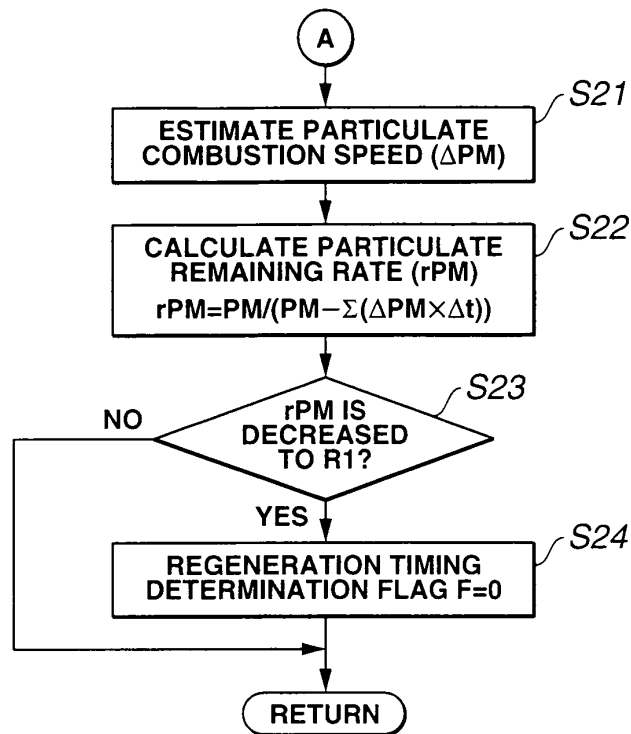 A
S21
ESTIMATE PARTICULATE
COMBUSTION SPEED (ΔPM)
S22
CALCULATE PARTICULATE
REMAINING RATE (rPM)
rPM=PM/(PM−Σ(ΔPM×Δt))
S23
NO
rPM IS
DECREASED
TO R1?
YES
S24
REGENERATION TIMING
DETERMINATION FLAG F=0
RETURN